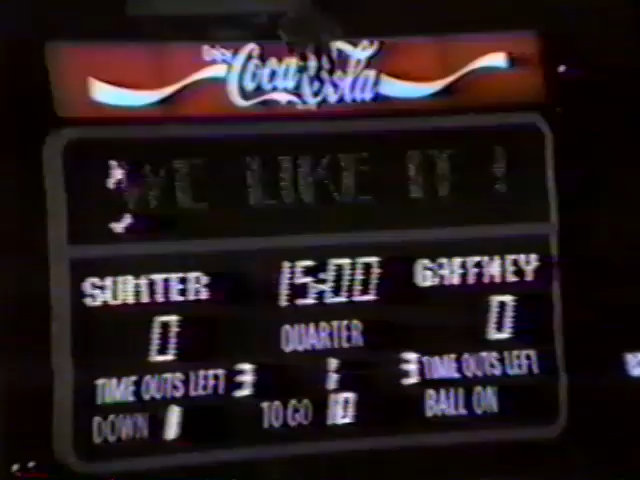 Coca-Cola
WE LIKE IT !
SUMTER 15:00 GAFFNEY
0 QUARTER 0
TIME OUTS LEFT 3 1 3 TIME OUTS LEFT
DOWN 1 TO GO 10 BALL ON